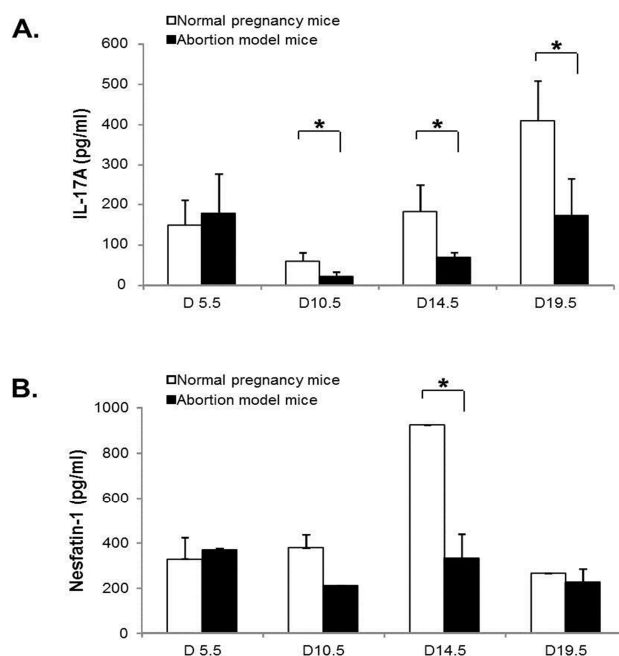 A.
Normal pregnancy mice
Abortion model mice
IL-17A (pg/ml)
600
500
400
300
200
100
0
*
*
*
D 5.5 D10.5 D14.5 D19.5
B.
Normal pregnancy mice
Abortion model mice
Nesfatin-1 (pg/ml)
1000
800
600
400
200
0
*
D 5.5 D10.5 D14.5 D19.5